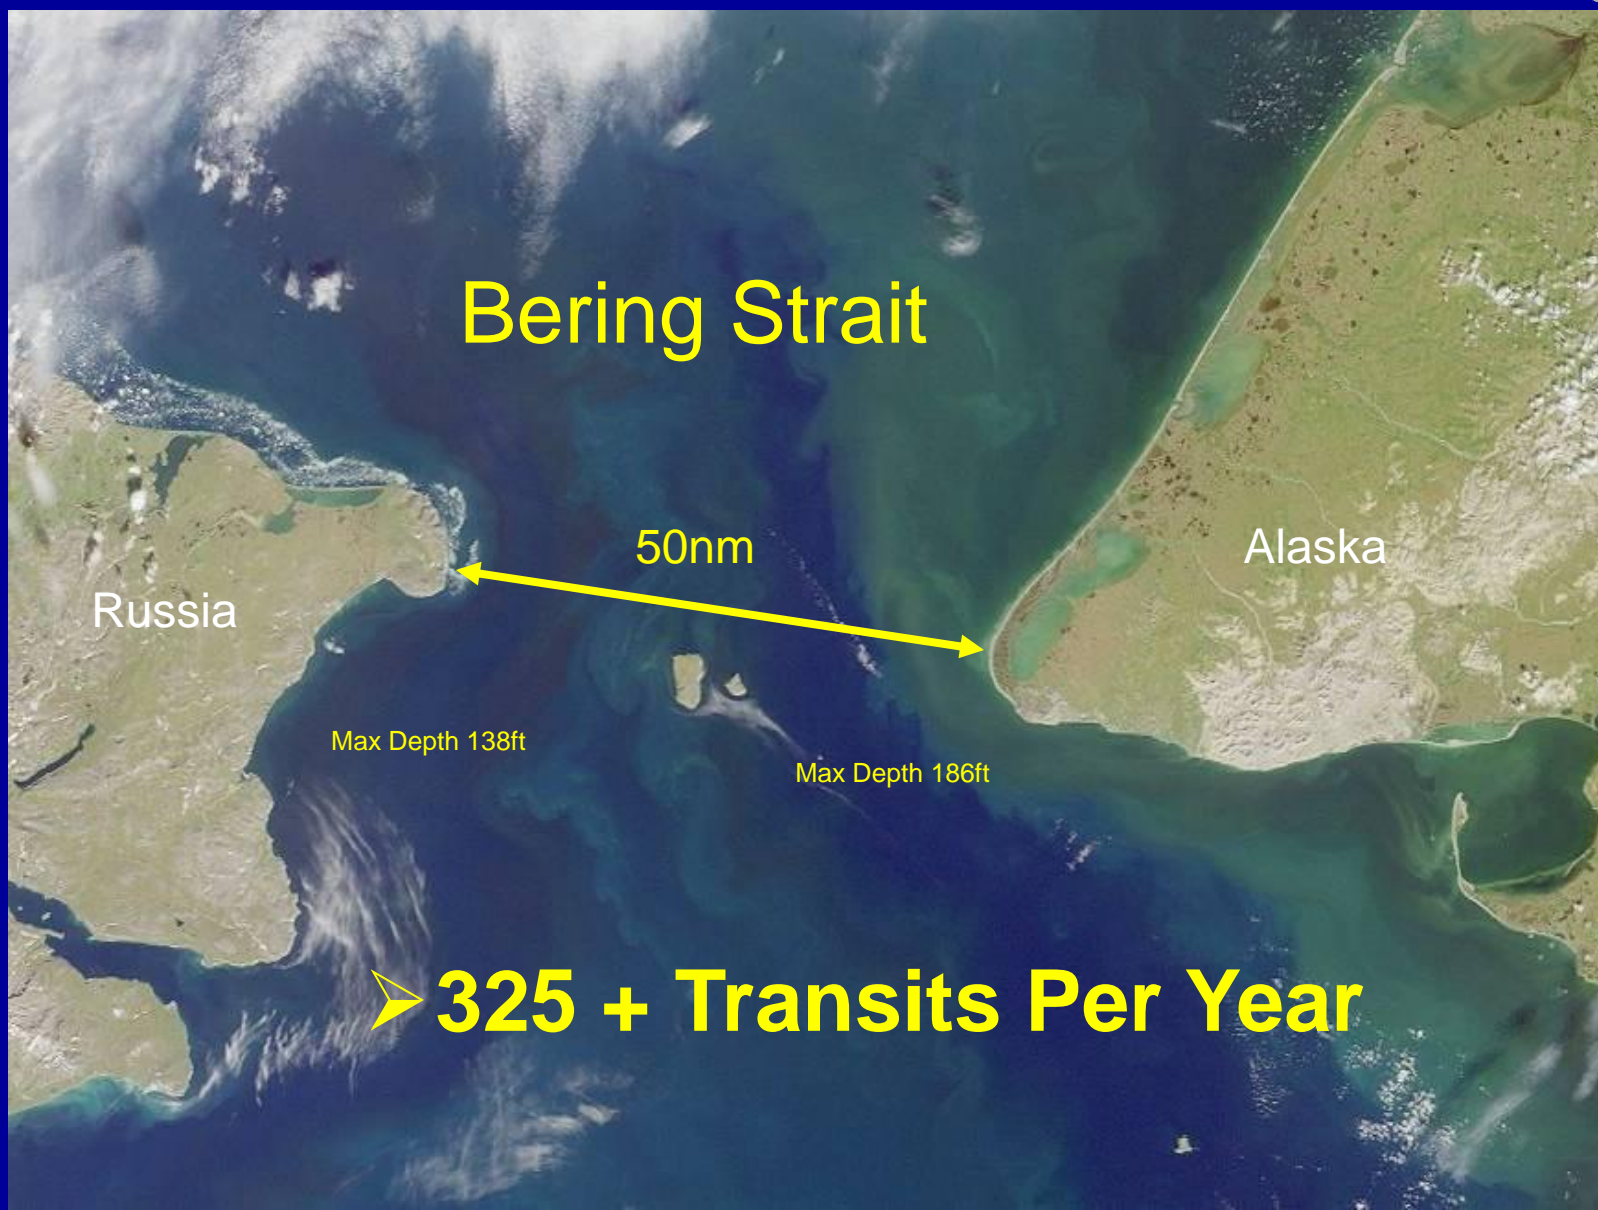 Bering Strait
50nm
Alaska
Russia
Max Depth 138ft
Max Depth 186ft
➢325 + Transits Per Year